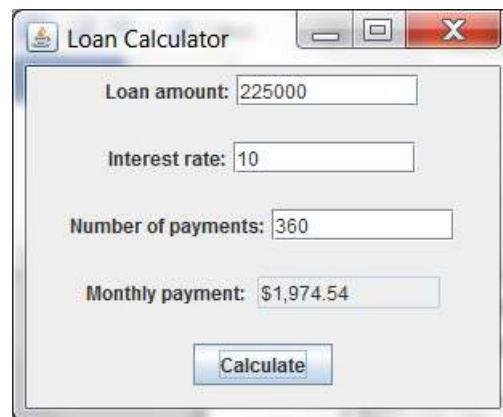 Loan Calculator
Loan amount: 225000
Interest rate: 10
Number of payments: 360
Monthly payment: $1,974.54
Calculate